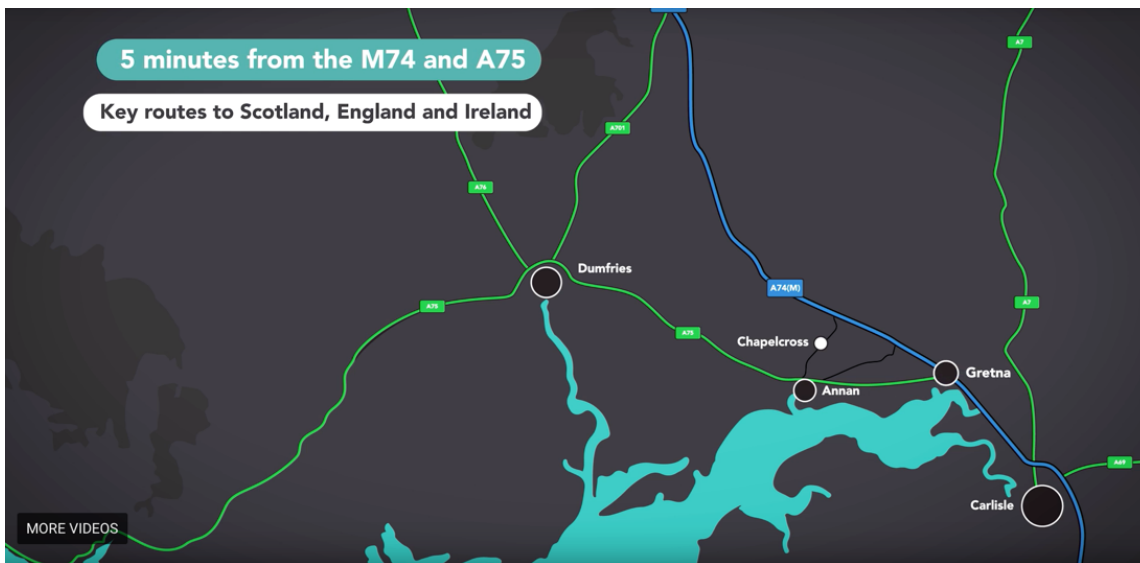 5 minutes from the M74 and A75
Key routes to Scotland, England and Ireland
A7
A701
A76
Dumfries
A74(M)
A75
A7
A75
Chapelcross
Gretna
Annan
A69
Carlisle
MORE VIDEOS